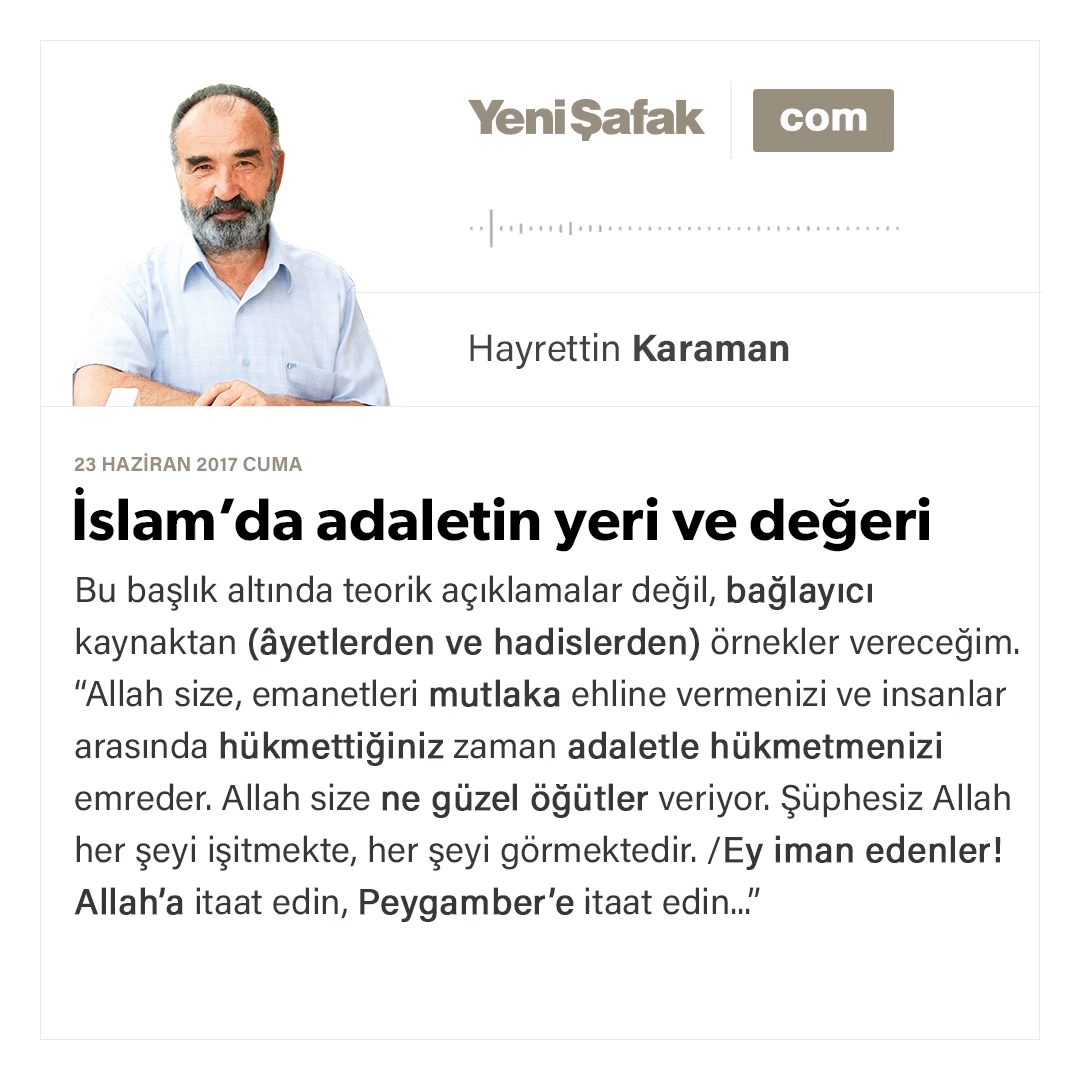 YeniŞafak com
Hayrettin Karaman
23 HAZİRAN 2017 CUMA
İslam’da adaletin yeri ve değeri
Bu başlık altında teorik açıklamalar değil, bağlayıcı
kaynaktan (âyetlerden ve hadislerden) örnekler vereceğim.
“Allah size, emanetleri mutlaka ehline vermenizi ve insanlar
arasında hükmettiğiniz zaman adaletle hükmetmenizi
emreder. Allah size ne güzel öğütler veriyor. Şüphesiz Allah
her şeyi işitmekte, her şeyi görmektedir. /Ey iman edenler!
Allah’a itaat edin, Peygamber’e itaat edin...”